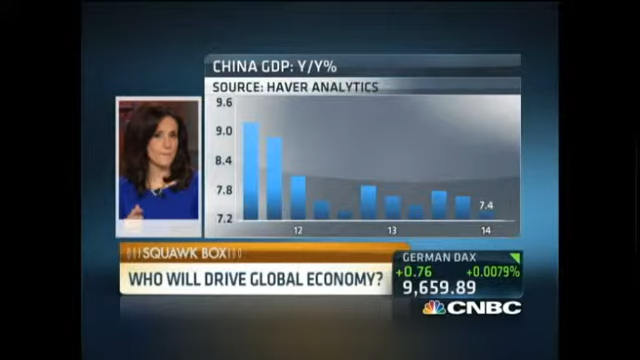 CHINA GDP: Y/Y%
SOURCE: HAVER ANALYTICS
9.6
9.0
8.4
7.8
7.2
7.4
12
13
14
SQUAWK BOX
WHO WILL DRIVE GLOBAL ECONOMY?
GERMAN DAX
+0.76 +0.0079%
9,659.89
CNBC